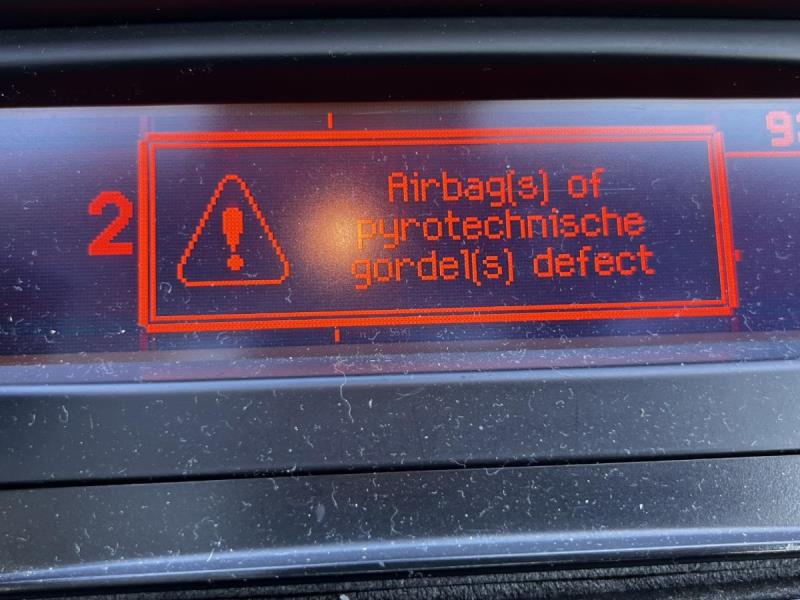 2
Airbag(s) of
pyrotechnische
gordel(s) defect